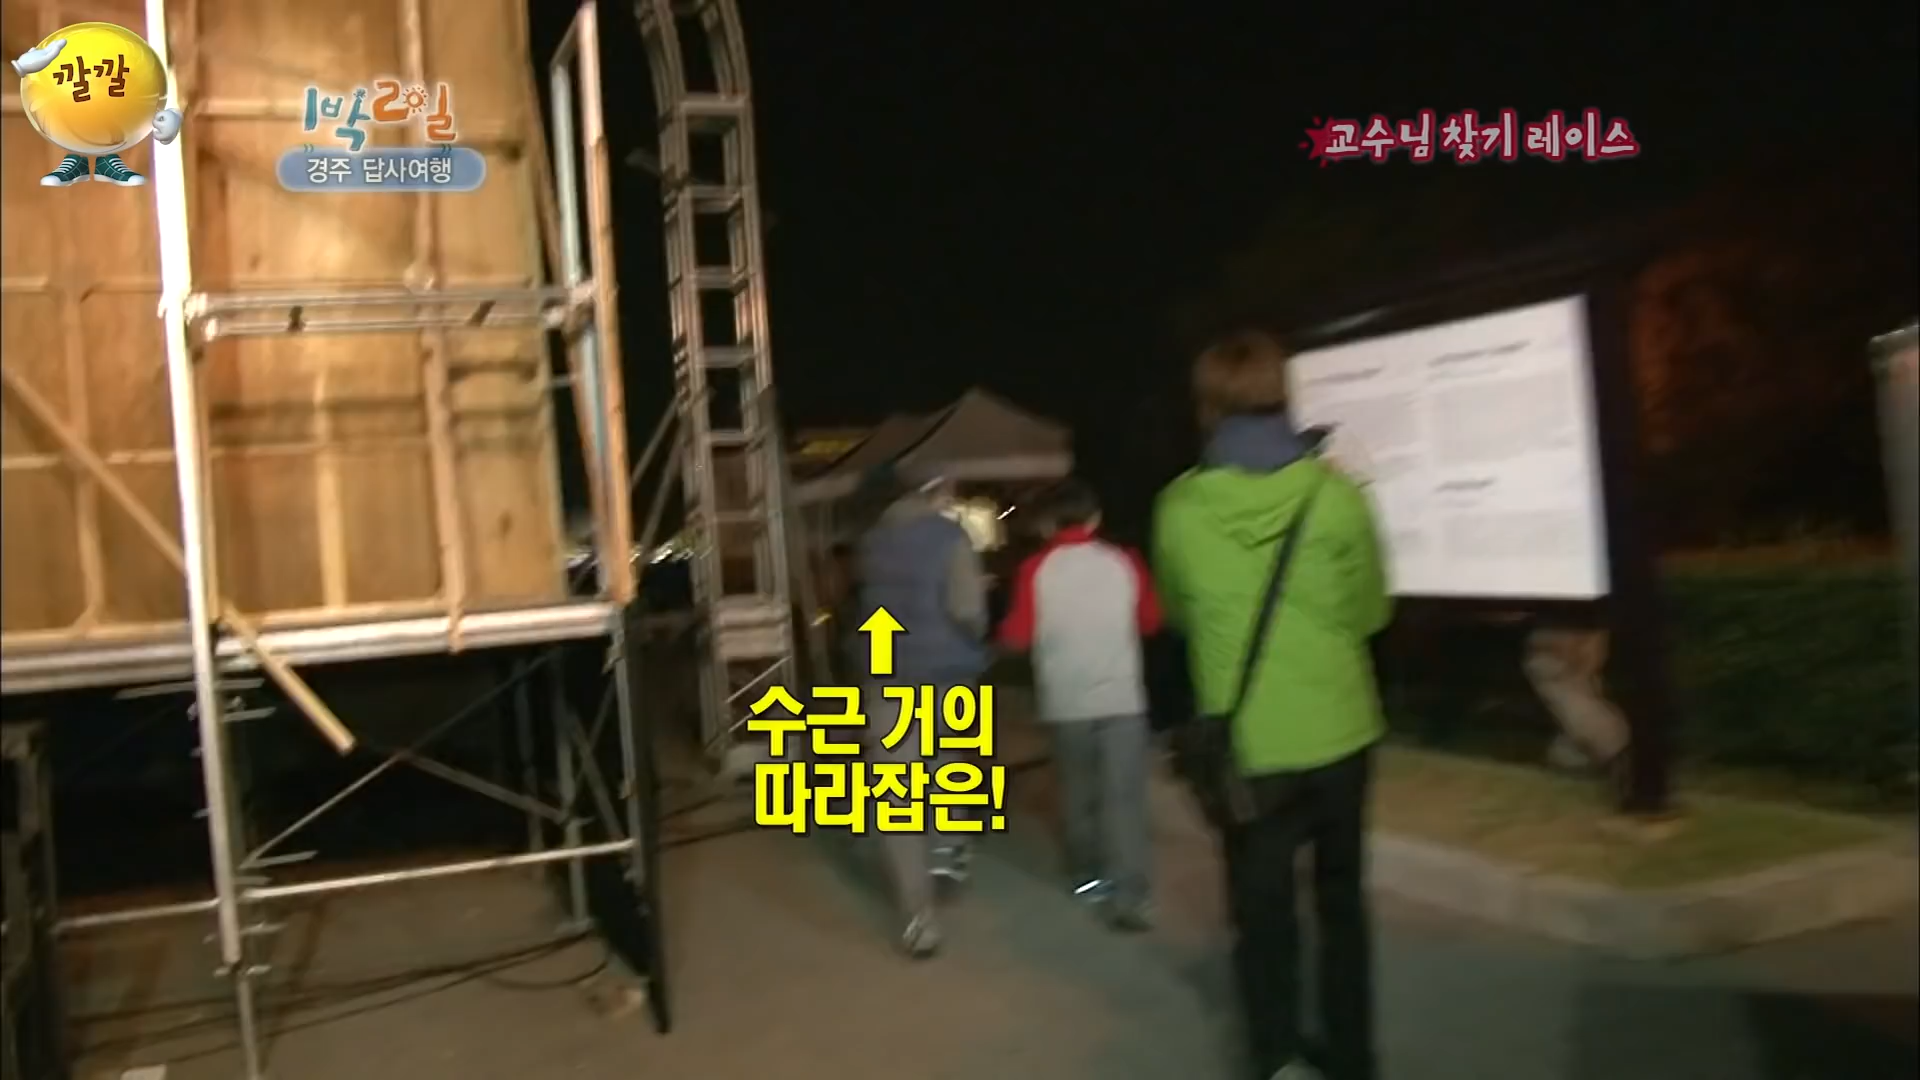 깔깔
1박2일
경주 답사여행
교수님 찾기 레이스
수근 거의
따라잡은!